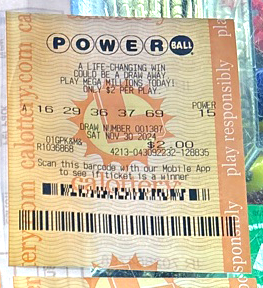 POWERBALL
A LIFE-CHANGING WIN
COULD BE A DRAW AWAY
PLAY MEGA MILLIONS TODAY!
ONLY $2 PER PLAY.
POWER
A 16 29 36 37 69 15
DRAW NUMBER 001387
SAT NOV 30 2024
$2.00
4213-043092232-128835
Scan this barcode with our Mobile App
to see if ticket is a winner
calottery
play responsibly